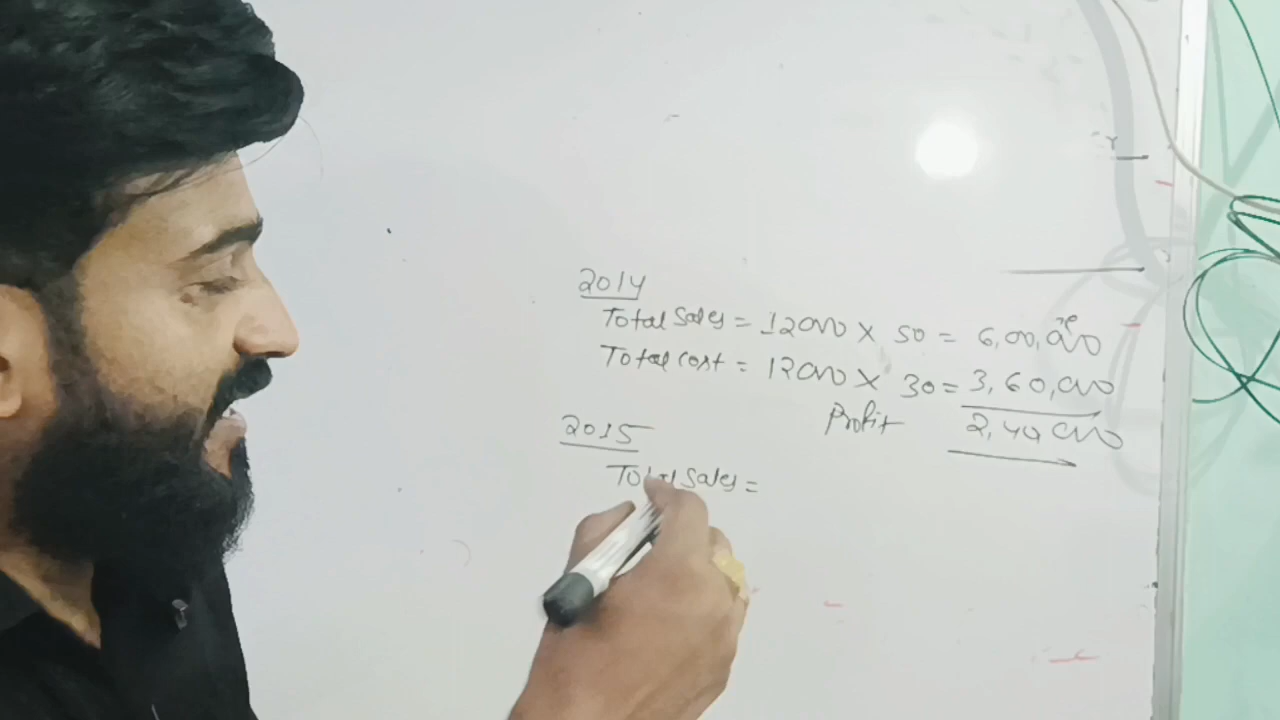 2014
Total Sales = 12000 X 50 = 6,00,000
Total cost = 12000 X 30 = 3,60,000
Profit 2,40,000
2015
Total Sales =